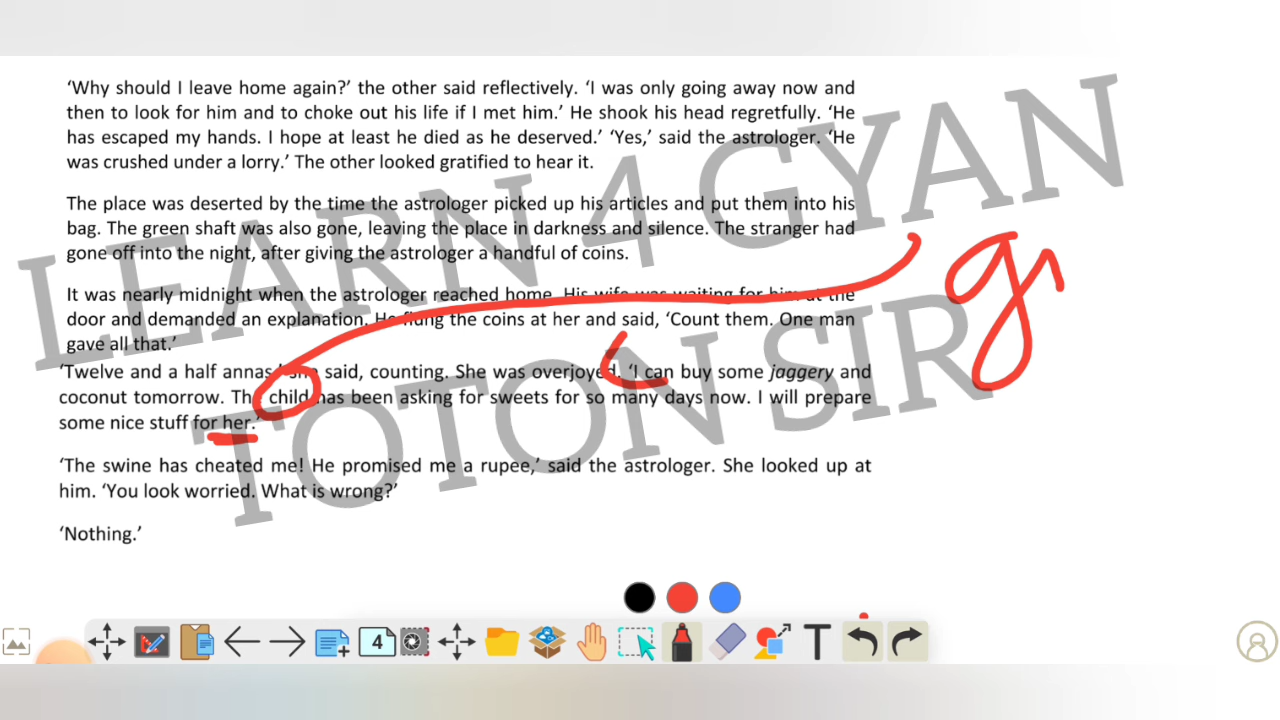 ‘Why should I leave home again?’ the other said reflectively. ‘I was only going away now and
then to look for him and to choke out his life if I met him.’ He shook his head regretfully. ‘He
has escaped my hands. I hope at least he died as he deserved.’ ‘Yes,’ said the astrologer. ‘He
was crushed under a lorry.’ The other looked gratified to hear it.
The place was deserted by the time the astrologer picked up his articles and put them into his
bag. The green shaft was also gone, leaving the place in darkness and silence. The stranger had
gone off into the night, after giving the astrologer a handful of coins.
It was nearly midnight when the astrologer reached home. His wife was waiting for him at the
door and demanded an explanation. He flung the coins at her and said, ‘Count them. One man
gave all that.’
‘Twelve and a half annas,’ she said, counting. She was overjoyed. ‘I can buy some jaggery and
coconut tomorrow. The child has been asking for sweets for so many days now. I will prepare
some nice stuff for her.’
‘The swine has cheated me! He promised me a rupee,’ said the astrologer. She looked up at
him. ‘You look worried. What is wrong?’
‘Nothing.’
LEARN 4 GYAN
TOTON SIR
4
T